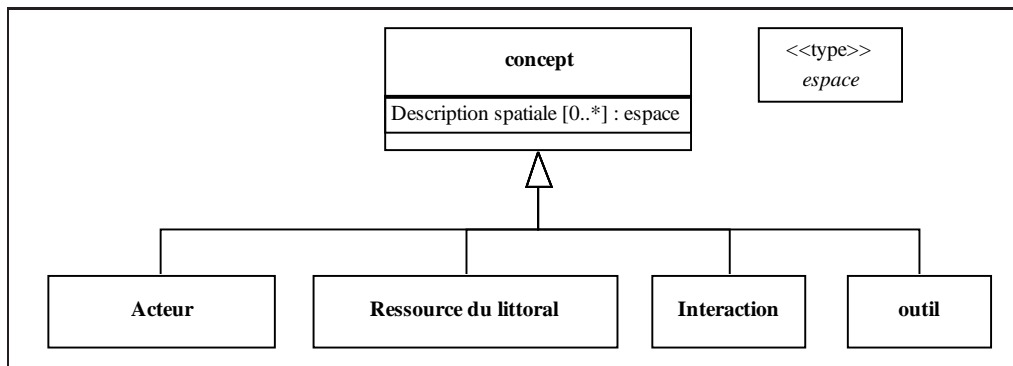 concept
<<type>>
espace
Description spatiale [0..*] : espace
Acteur
Ressource du littoral
Interaction
outil